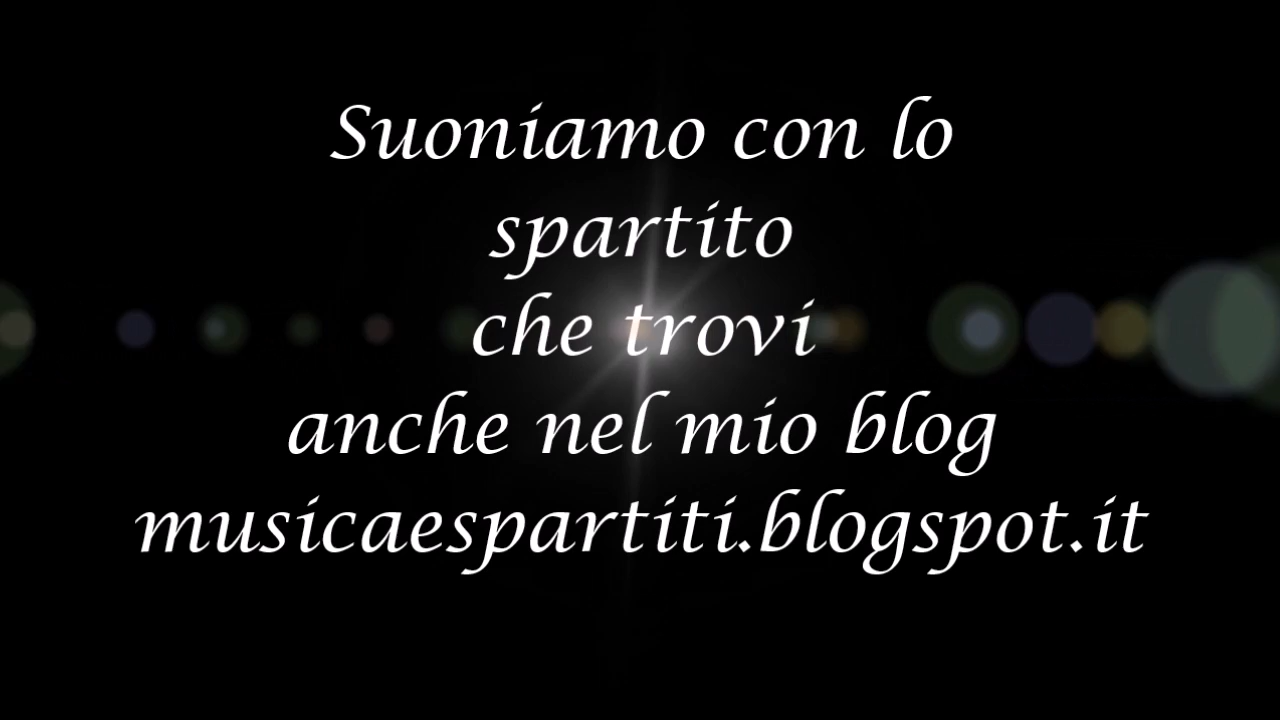 Suoniamo con lo
spartito
che trovi
anche nel mio blog
musicaespartiti.blogspot.it